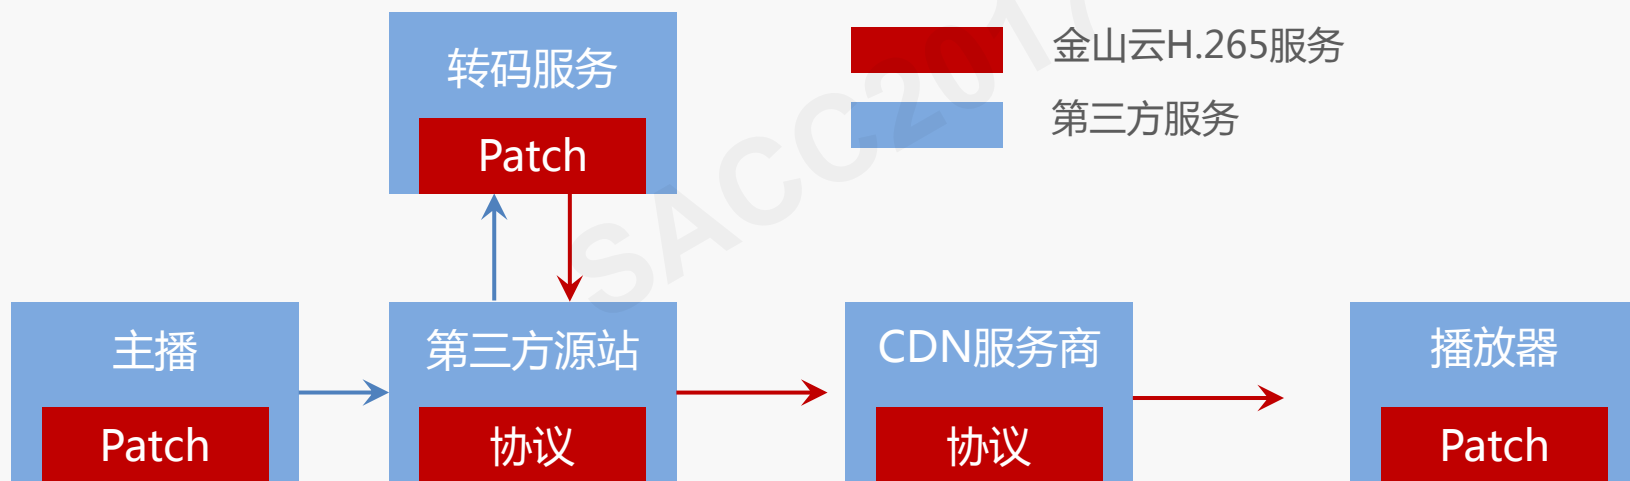 转码服务
Patch
金山云H.265服务
第三方服务
SACC2017
主播
Patch
第三方源站
协议
CDN服务商
协议
播放器
Patch